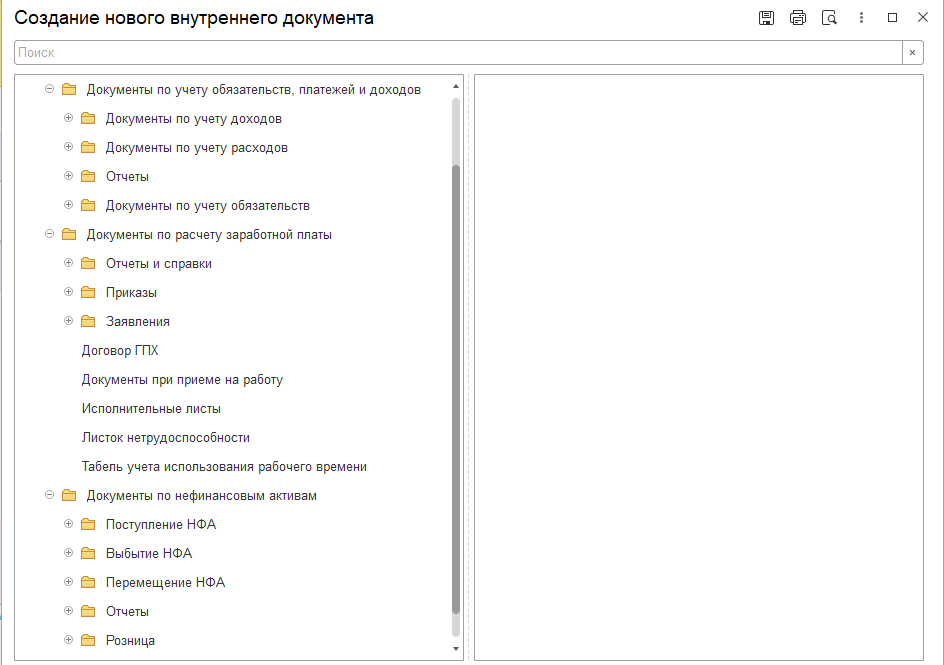 Создание нового внутреннего документа
Поиск
Документы по учету обязательств, платежей и доходов
Документы по учету доходов
Документы по учету расходов
Отчеты
Документы по учету обязательств
Документы по расчету заработной платы
Отчеты и справки
Приказы
Заявления
Договор ГПХ
Документы при приеме на работу
Исполнительные листы
Листок нетрудоспособности
Табель учета использования рабочего времени
Документы по нефинансовым активам
Поступление НФА
Выбытие НФА
Перемещение НФА
Отчеты
Розница